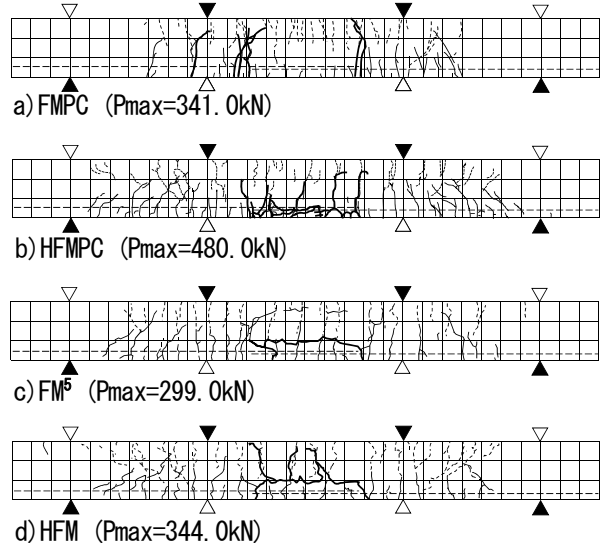 a) FMPC (Pmax=341.0kN)
b) HFMPC (Pmax=480.0kN)
c) FM⁵ (Pmax=299.0kN)
d) HFM (Pmax=344.0kN)